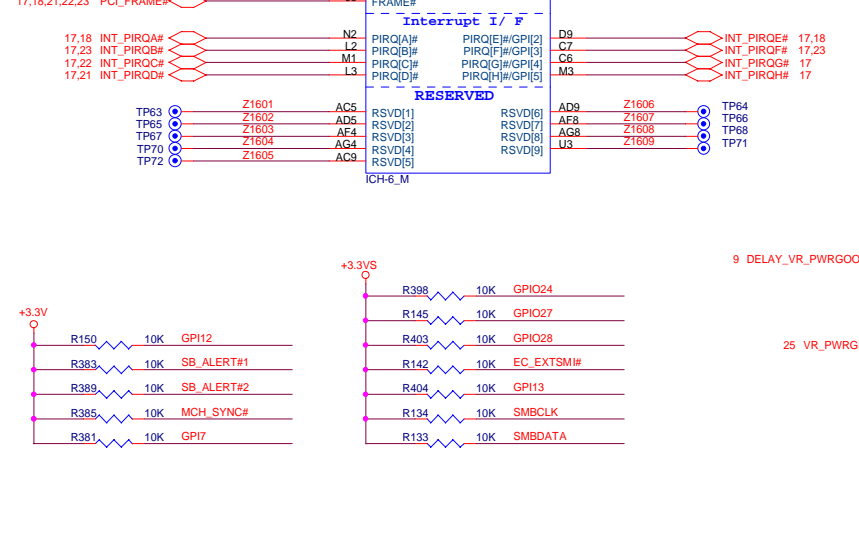 17,18,21,22,23 PCI_FRAME# FRAME#
Interrupt I/ F
17,18 INT_PIRQA# N2 PIRQ[A]# PIRQ[E]#/GPI[2] D9 INT_PIRQE# 17,18
17,23 INT_PIRQB# L2 PIRQ[B]# PIRQ[F]#/GPI[3] C7 INT_PIRQF# 17,23
17,22 INT_PIRQC# M1 PIRQ[C]# PIRQ[G]#/GPI[4] C6 INT_PIRQG# 17
17,21 INT_PIRQD# L3 PIRQ[D]# PIRQ[H]#/GPI[5] M3 INT_PIRQH# 17
RESERVED
TP63 Z1601 AC5 RSVD[1] RSVD[6] AD9 Z1606 TP64
TP65 Z1602 AD5 RSVD[2] RSVD[7] AF8 Z1607 TP66
TP67 Z1603 AF4 RSVD[3] RSVD[8] AG8 Z1608 TP68
TP70 Z1604 AG4 RSVD[4] RSVD[9] U3 Z1609 TP71
TP72 Z1605 AC9 RSVD[5]
ICH-6_M
9 DELAY_VR_PWRGOO
+3.3VS
R398 10K GPIO24
R145 10K GPIO27
R403 10K GPIO28
R142 10K EC_EXTSMI#
R404 10K GPI13
R134 10K SMBCLK
R133 10K SMBDATA
+3.3V
R150 10K GPI12
R383 10K SB_ALERT#1
R389 10K SB_ALERT#2
R385 10K MCH_SYNC#
R381 10K GPI7
25 VR_PWRG